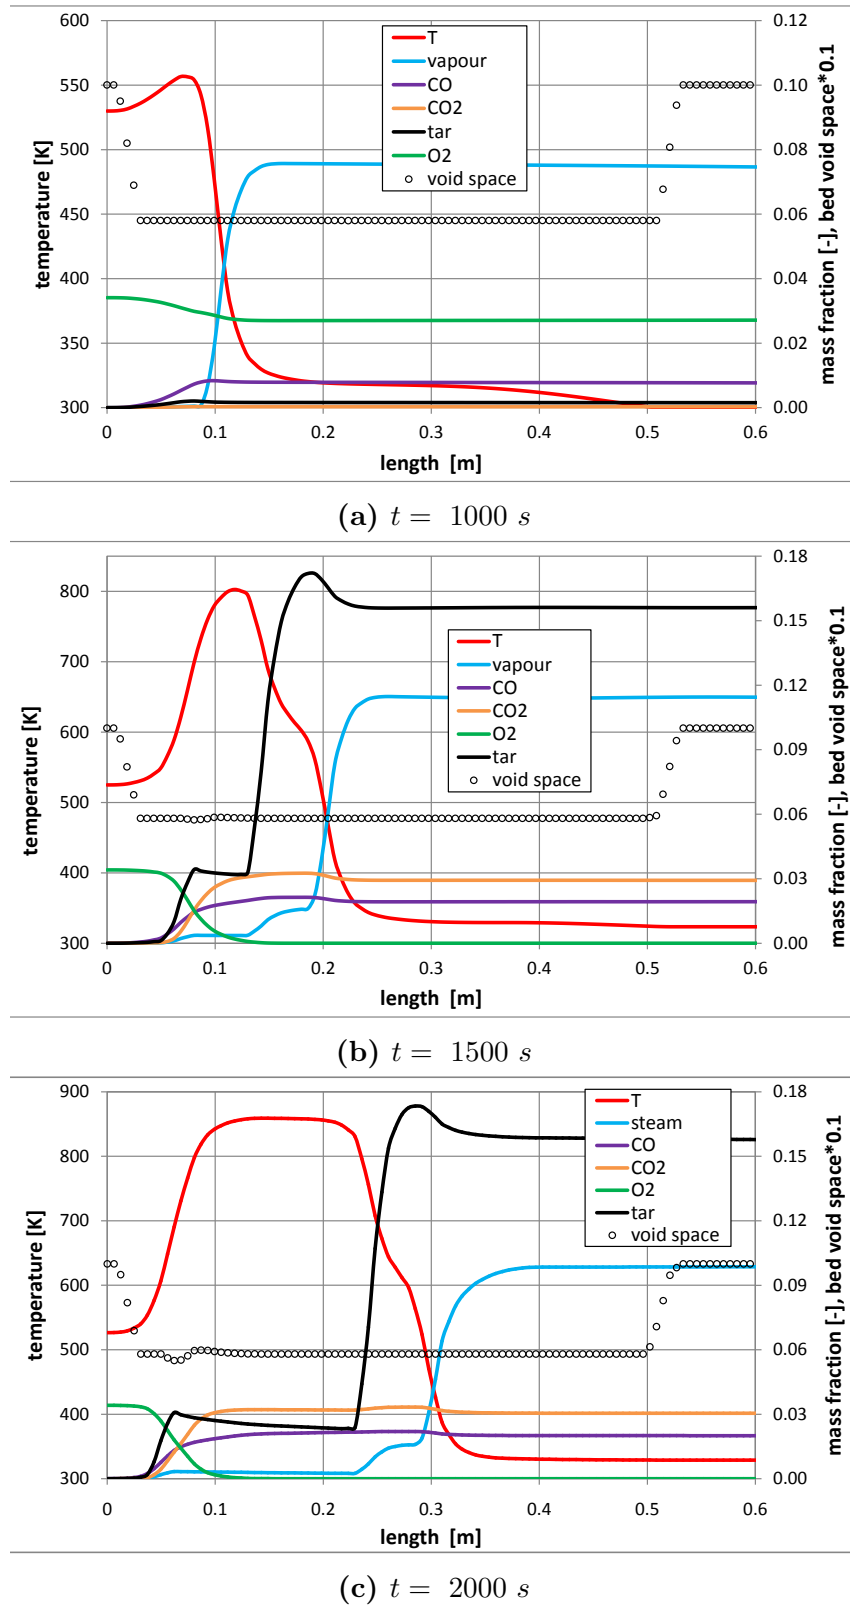 600
550
500
450
400
350
300
temperature [K]
T
vapour
CO
CO2
tar
O2
void space
0.12
0.10
0.08
0.06
0.04
0.02
0.00
mass fraction [-], bed void space*0.1
0 0.1 0.2 0.3 0.4 0.5 0.6
length [m]
(a) t = 1000 s
800
700
600
500
400
300
temperature [K]
T
vapour
CO
CO2
O2
tar
void space
0.18
0.15
0.12
0.09
0.06
0.03
0.00
mass fraction [-], bed void space*0.1
0 0.1 0.2 0.3 0.4 0.5 0.6
length [m]
(b) t = 1500 s
900
800
700
600
500
400
300
temperature [K]
T
steam
CO
CO2
O2
tar
void space
0.18
0.15
0.12
0.09
0.06
0.03
0.00
mass fraction [-], bed void space*0.1
0 0.1 0.2 0.3 0.4 0.5 0.6
length [m]
(c) t = 2000 s